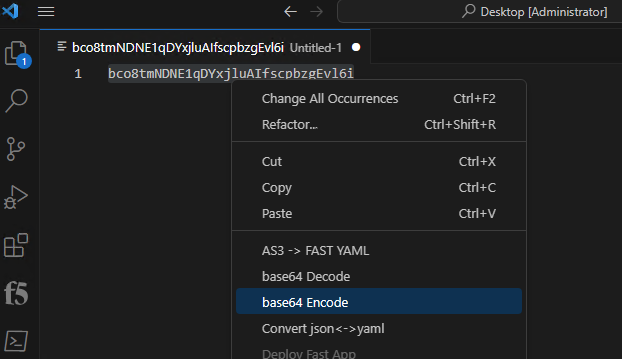 Desktop [Administrator]
bco8tmNDNE1qDYxjluAIfscpbzgEvl6i Untitled-1
1
1 bco8tmNDNE1qDYxjluAIfscpbzgEvl6i
Change All Occurrences Ctrl+F2
Refactor... Ctrl+Shift+R
Cut Ctrl+X
Copy Ctrl+C
Paste Ctrl+V
AS3 -> FAST YAML
base64 Decode
base64 Encode
Convert json<->yaml
Deploy Fast App
f5